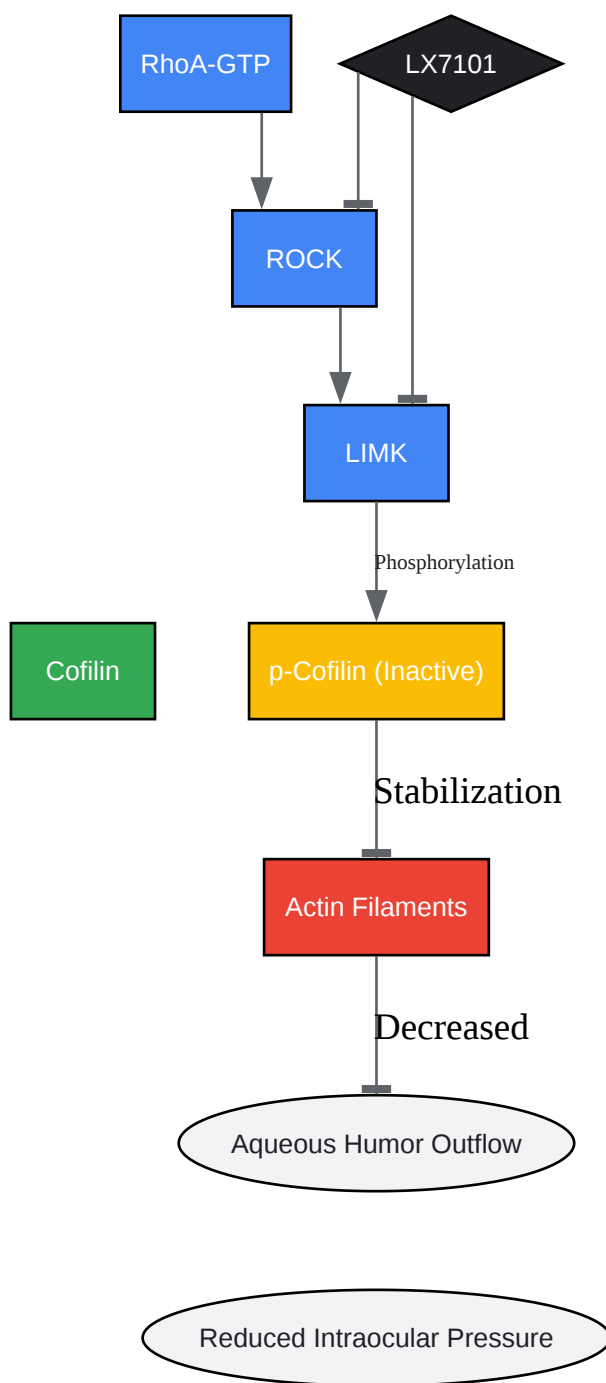 RhoA-GTP
LX7101
ROCK
LIMK
Phosphorylation
Cofilin
p-Cofilin (Inactive)
Stabilization
Actin Filaments
Decreased
Aqueous Humor Outflow
Reduced Intraocular Pressure